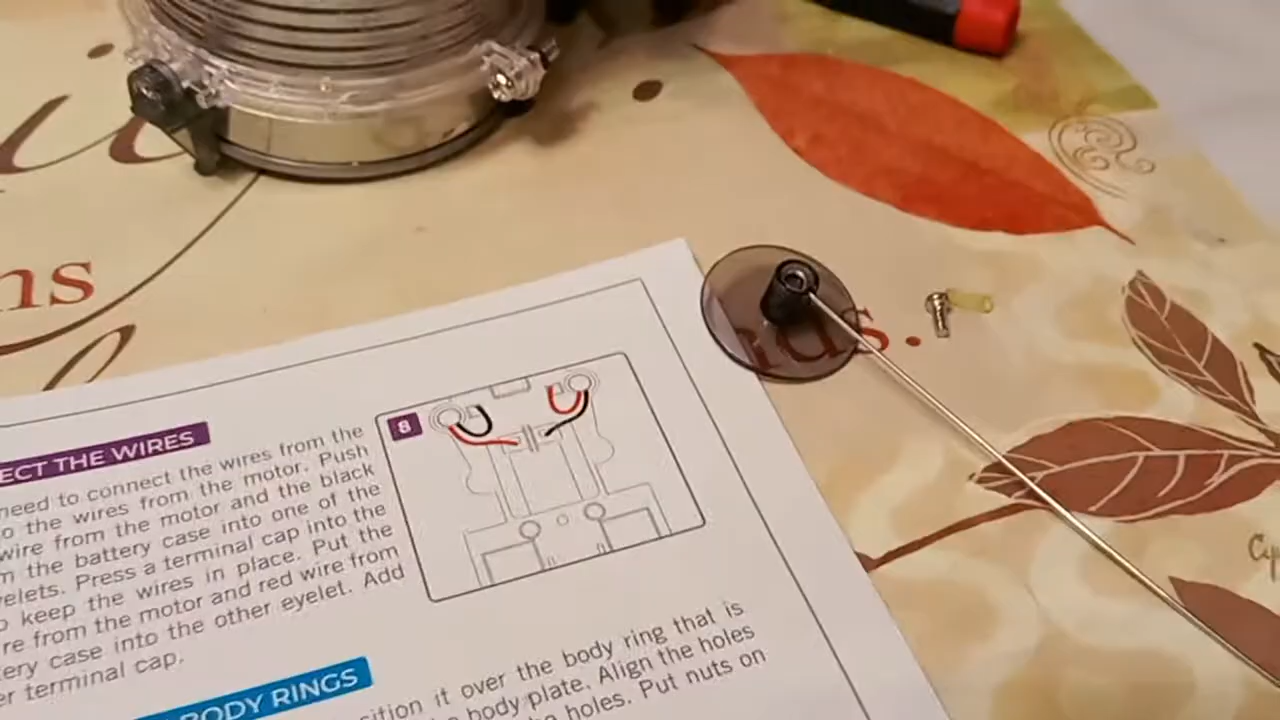 ns
ds.
Cy
ECT THE WIRES
need to connect the wires from the
o the wires from the motor. Push
wire from the motor and the black
m the battery case into one of the
elets. Press a terminal cap into the
o keep the wires in place. Put the
re from the motor and red wire from
ery case into the other eyelet. Add
er terminal cap.
8
BODY RINGS
sition it over the body ring that is
body plate. Align the holes
holes. Put nuts on